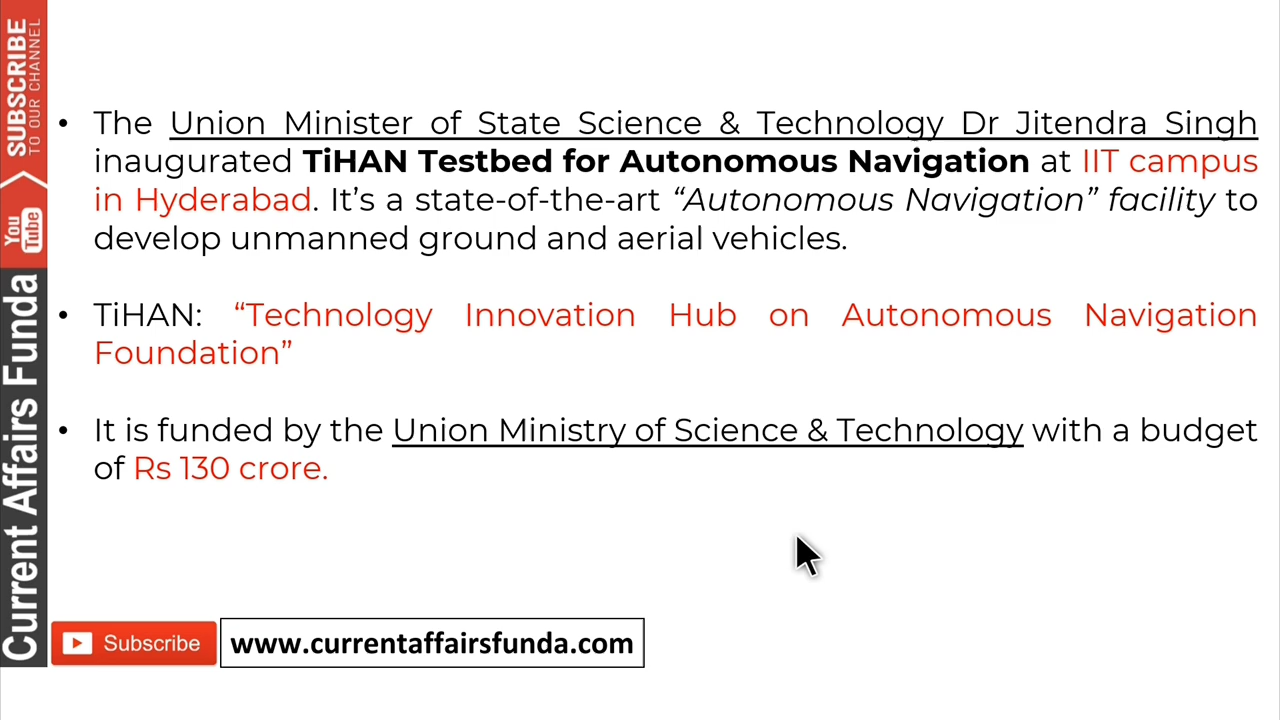 SUBSCRIBE
TO OUR CHANNEL
You
Tube
Current Affairs Funda
• The Union Minister of State Science & Technology Dr Jitendra Singh
inaugurated TiHAN Testbed for Autonomous Navigation at IIT campus
in Hyderabad. It’s a state-of-the-art “Autonomous Navigation” facility to
develop unmanned ground and aerial vehicles.
• TiHAN: “Technology Innovation Hub on Autonomous Navigation
Foundation”
• It is funded by the Union Ministry of Science & Technology with a budget
of Rs 130 crore.
Subscribe
www.currentaffairsfunda.com